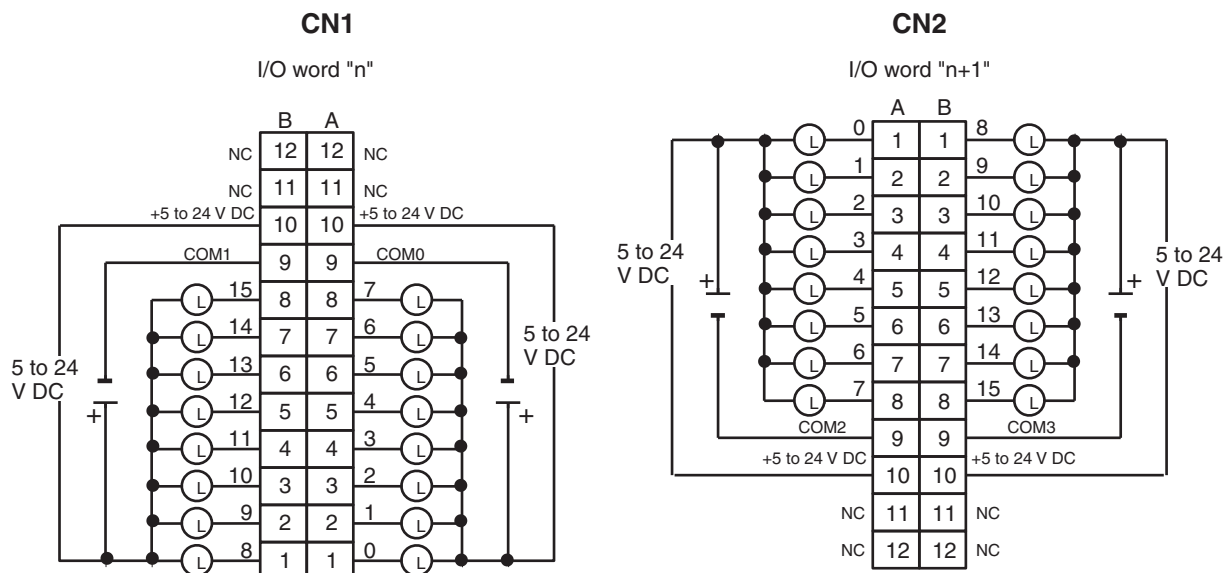 CN1
I/O word "n"
B A
NC 12 12 NC
NC 11 11 NC
+5 to 24 V DC 10 10 +5 to 24 V DC
COM1 9 9 COM0
L 15 8 8 7 L
L 14 7 7 6 L
L 13 6 6 5 L
L 12 5 5 4 L
L 11 4 4 3 L
L 10 3 3 2 L
L 9 2 2 1 L
L 8 1 1 0 L
5 to 24
V DC
+
5 to 24
V DC
+
CN2
I/O word "n+1"
A B
L 0 1 1 8 L
L 1 2 2 9 L
L 2 3 3 10 L
L 3 4 4 11 L
L 4 5 5 12 L
L 5 6 6 13 L
L 6 7 7 14 L
L 7 8 8 15 L
COM2 9 9 COM3
+5 to 24 V DC 10 10 +5 to 24 V DC
NC 11 11 NC
NC 12 12 NC
5 to 24
V DC
+
5 to 24
V DC
+